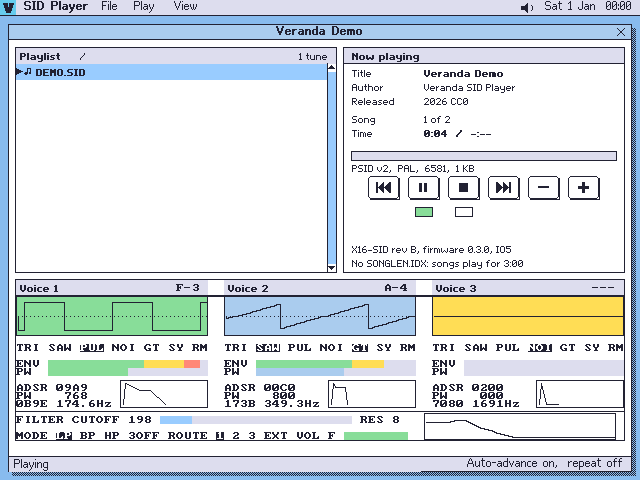 V SID Player File Play View Sat 1 Jan 00:00
Veranda Demo
Playlist / 1 tune
DEMO.SID
Now playing
Title Veranda Demo
Author Veranda SID Player
Released 2026 CC0
Song 1 of 2
Time 0:04 / -:--
PSID v2, PAL, 6581, 1 KB
X16-SID rev B, firmware 0.3.0, IO5
No SONGLEN.IDX: songs play for 3:00
Voice 1 F-3
TRI SAW PUL NOI GT SY RM
ENV
PW
ADSR 09A9
PW 768
0B9E 174.6Hz
Voice 2 A-4
TRI SAW PUL NOI GT SY RM
ENV
PW
ADSR 00C0
PW 800
173B 349.3Hz
Voice 3 ---
TRI SAW PUL NOI GT SY RM
ENV
PW
ADSR 0200
PW 000
7080 1691Hz
FILTER CUTOFF 198 RES 8
MODE LP BP HP 3OFF ROUTE 1 2 3 EXT VOL F
Playing Auto-advance on, repeat off